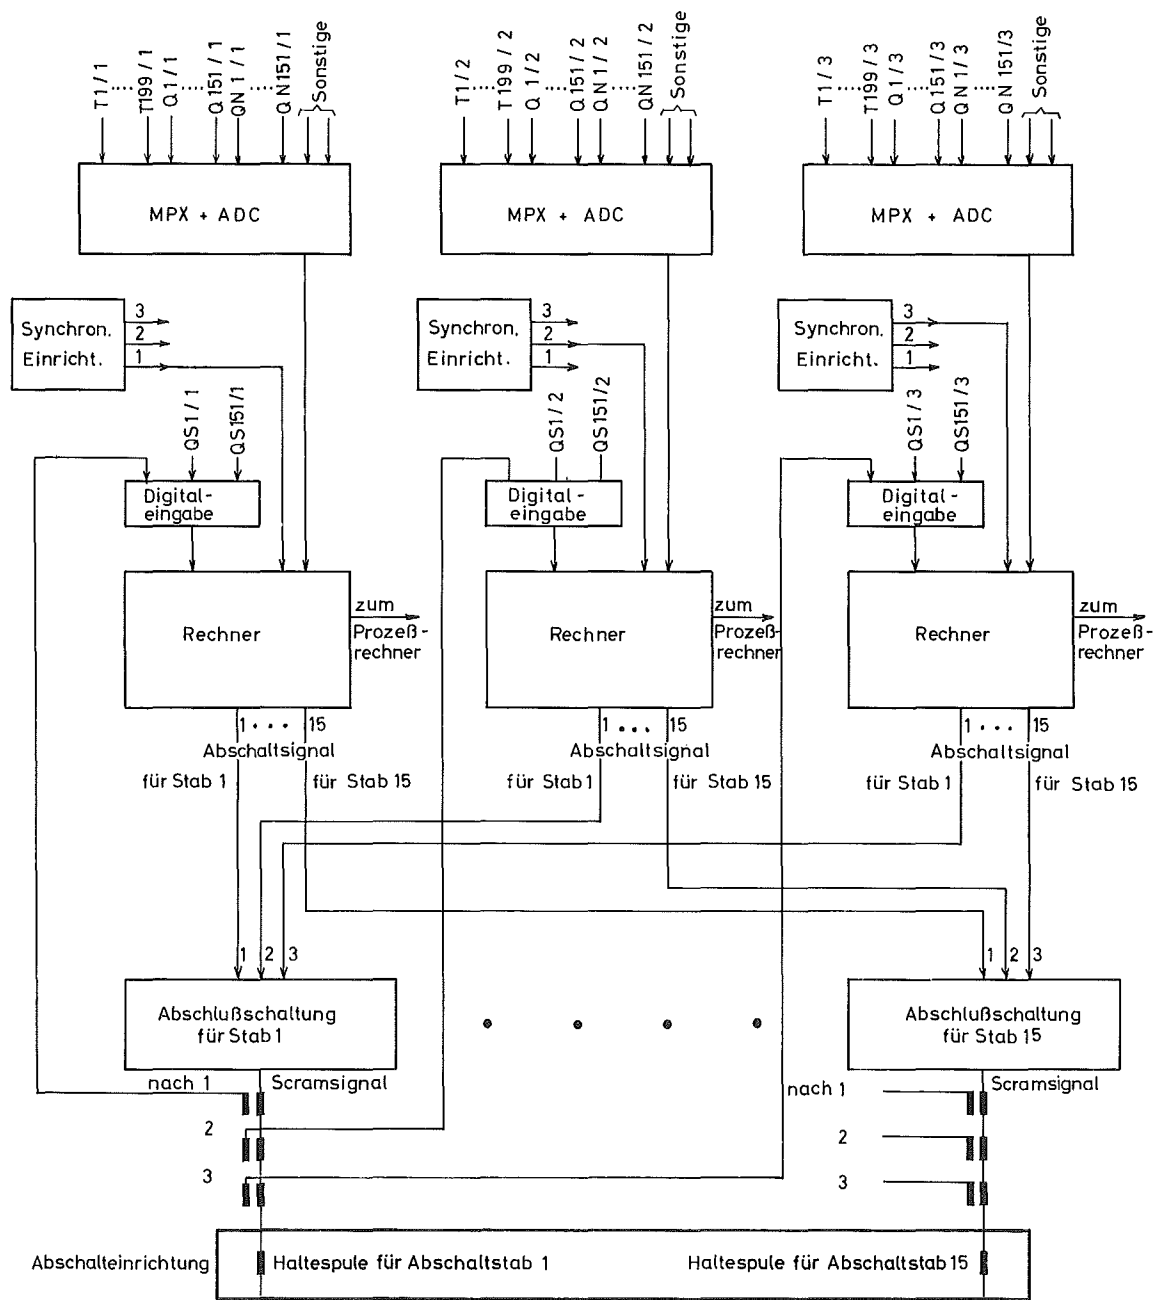 T1/1 ..... T199/1 Q1/1 ..... Q151/1 QN1/1 ..... QN151/1 Sonstige
T1/2 ..... T199/2 Q1/2 ..... Q151/2 QN1/2 ..... QN151/2 Sonstige
T1/3 ..... T199/3 Q1/3 ..... Q151/3 QN1/3 ..... QN151/3 Sonstige
MPX + ADC
MPX + ADC
MPX + ADC
Synchron.
Einricht.
3
2
1
Synchron.
Einricht.
3
2
1
Synchron.
Einricht.
3
2
1
QS1/1 QS151/1
QS1/2 QS151/2
QS1/3 QS151/3
Digital-
eingabe
Digital-
eingabe
Digital-
eingabe
Rechner
zum
Prozeß-
rechner
Rechner
zum
Prozeß-
rechner
Rechner
zum
Prozeß-
rechner
1 ... 15
Abschaltsignal
für Stab 1 für Stab 15
1 ... 15
Abschaltsignal
für Stab 1 für Stab 15
1 ... 15
Abschaltsignal
für Stab 1 für Stab 15
1 2 3
1 2 3
Abschlußschaltung
für Stab 1
Abschlußschaltung
für Stab 15
nach 1 Scramsignal
2
3
nach 1 Scramsignal
2
3
Abschalteinrichtung
Haltespule für Abschaltstab 1
Haltespule für Abschaltstab 15